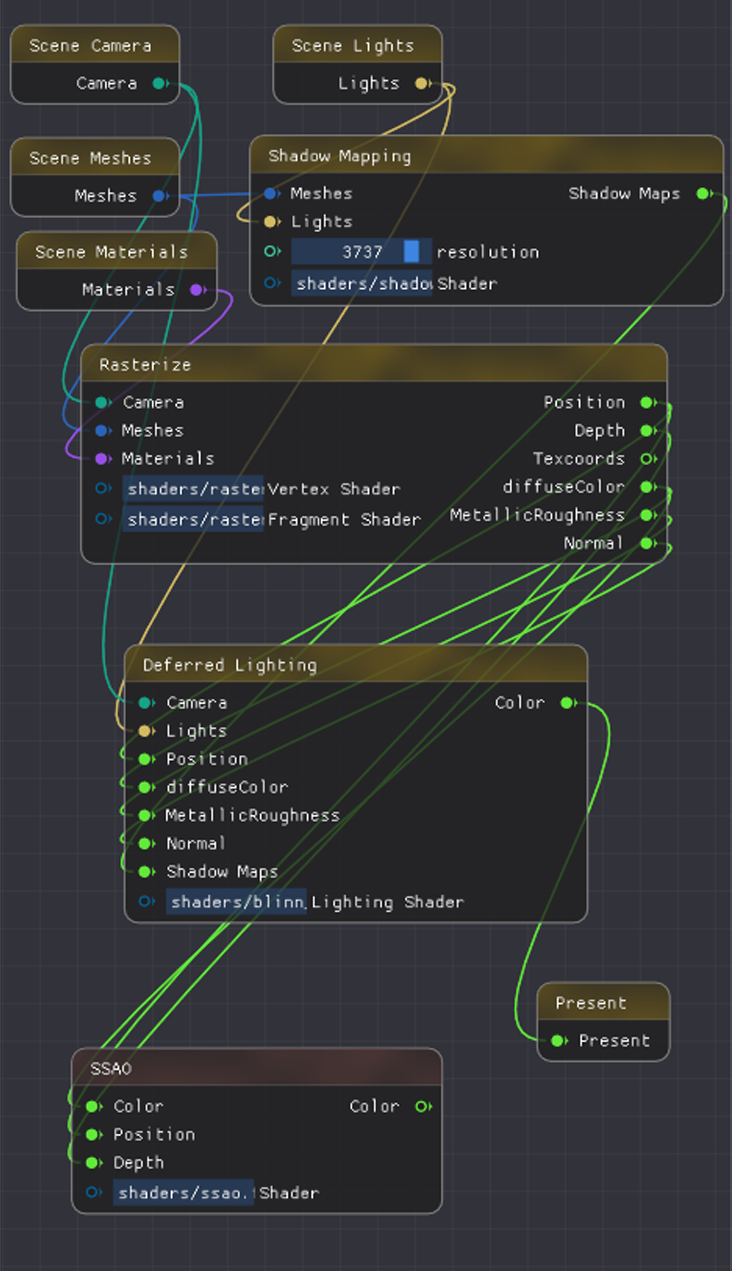 Scene Camera
Camera
Scene Lights
Lights
Scene Meshes
Meshes
Shadow Mapping
Meshes
Shadow Maps
Lights
3737 resolution
shaders/shado Shader
Scene Materials
Materials
Rasterize
Camera
Position
Meshes
Depth
Materials
Texcoords
diffuseColor
shaders/raste Vertex Shader
MetallicRoughness
shaders/raste Fragment Shader
Normal
Deferred Lighting
Camera
Color
Lights
Position
diffuseColor
MetallicRoughness
Normal
Shadow Maps
shaders/blinn Lighting Shader
Present
Present
SSAO
Color
Color
Position
Depth
shaders/ssao. Shader